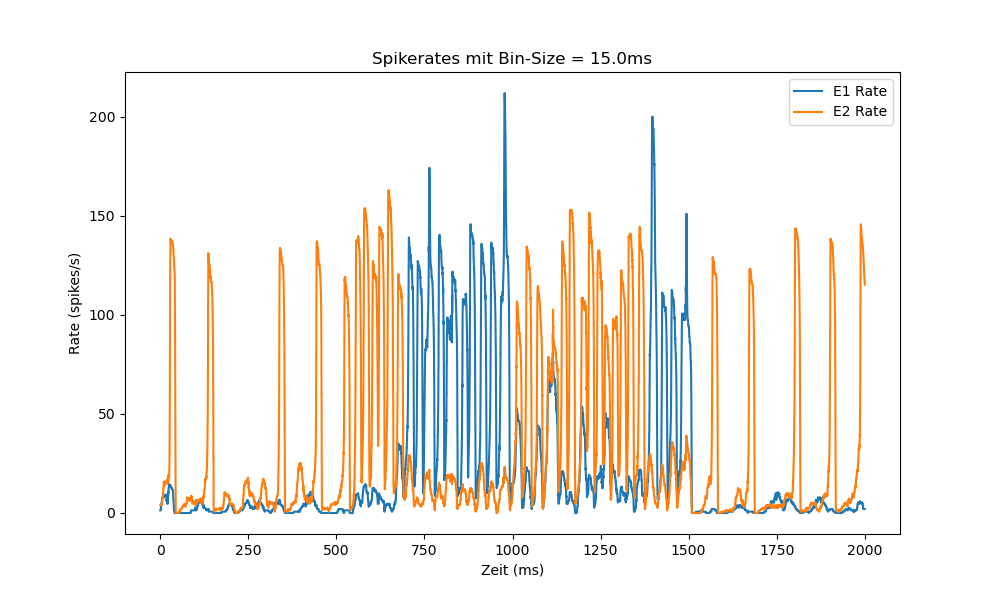 Spikerates mit Bin-Size = 15.0ms
E1 Rate
E2 Rate
200
150
100
50
0
Rate (spikes/s)
0 250 500 750 1000 1250 1500 1750 2000
Zeit (ms)